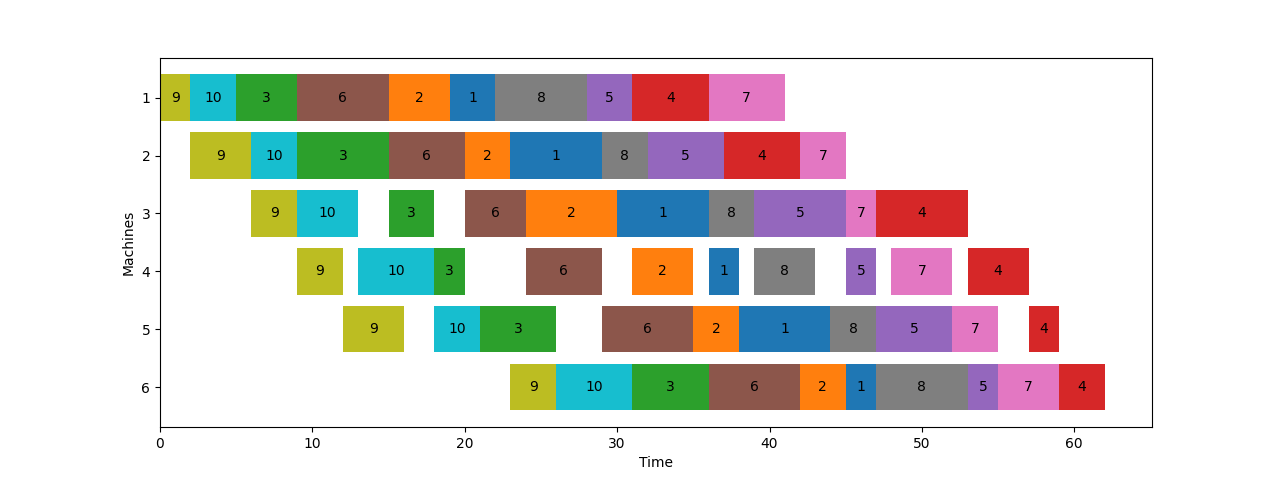 1 9 10 3 6 2 1 8 5 4 7
2 9 10 3 6 2 1 8 5 4 7
3 9 10 3 6 2 1 8 5 7 4
4 9 10 3 6 2 1 8 5 7 4
5 9 10 3 6 2 1 8 5 7 4
6 9 10 3 6 2 1 8 5 7 4
Machines
0 10 20 30 40 50 60
Time